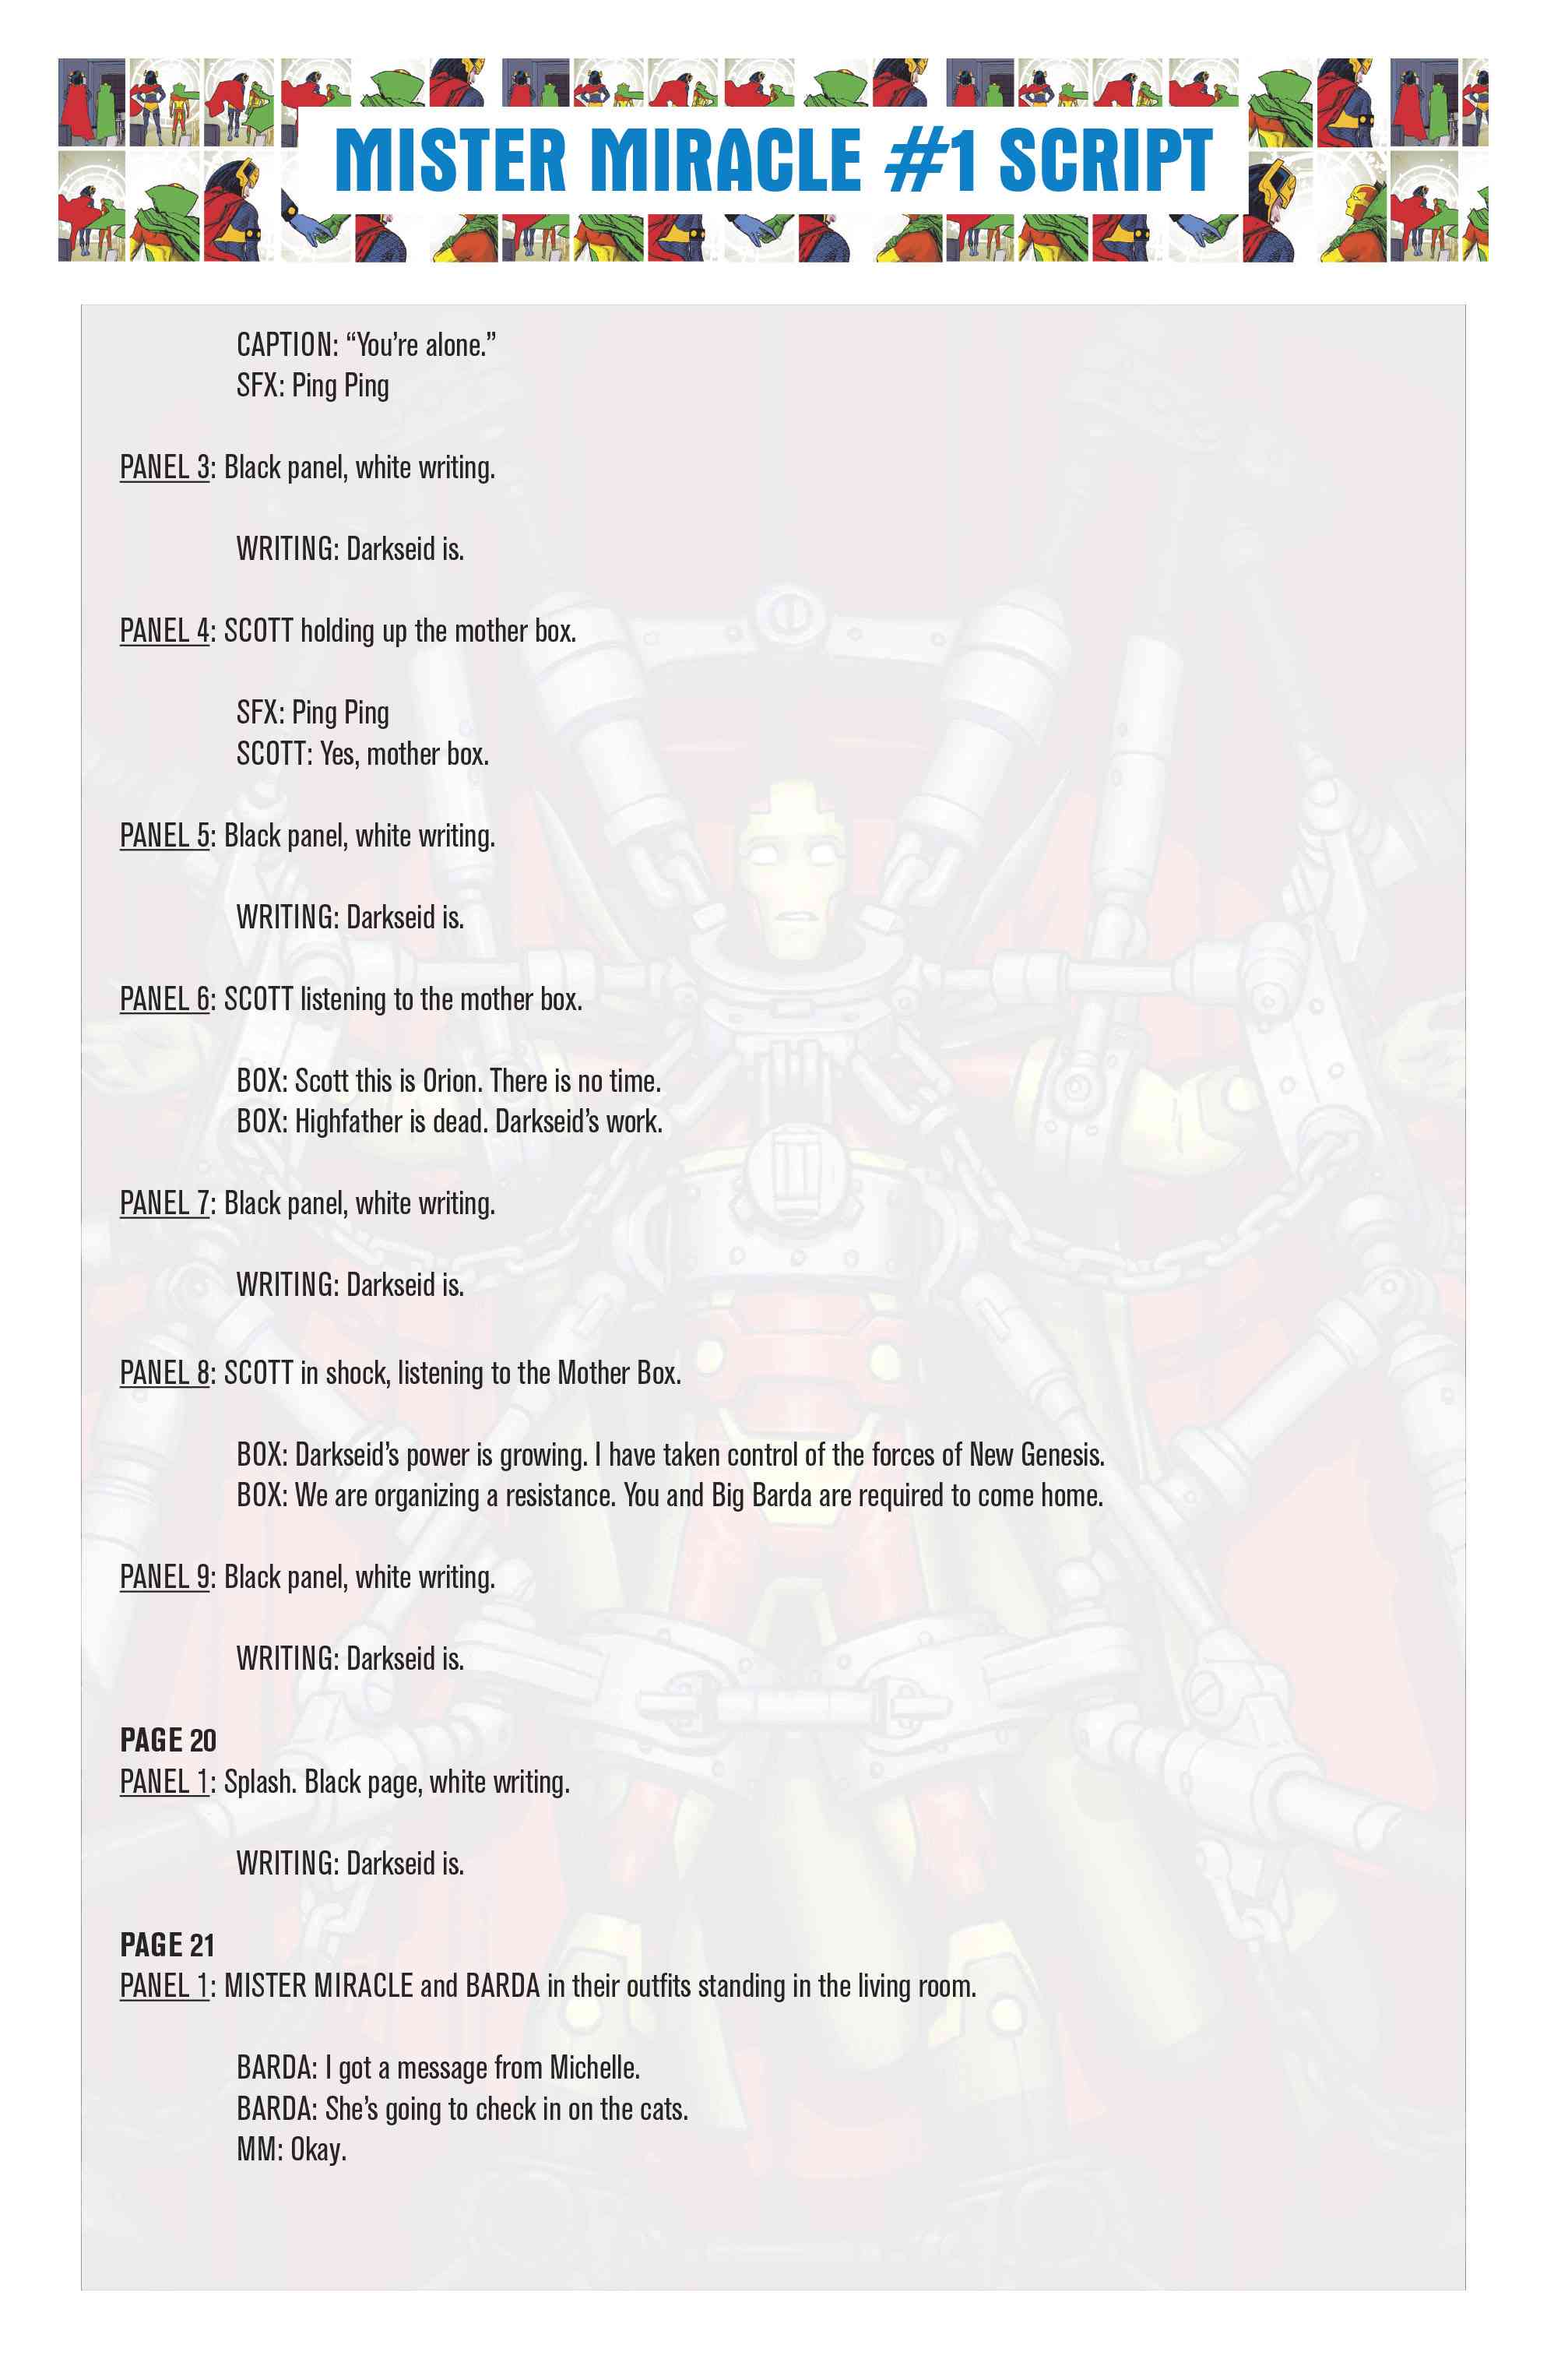 MISTER MIRACLE #1 SCRIPT
CAPTION: “You’re alone.”
SFX: Ping Ping
PANEL 3: Black panel, white writing.
WRITING: Darkseid is.
PANEL 4: SCOTT holding up the mother box.
SFX: Ping Ping
SCOTT: Yes, mother box.
PANEL 5: Black panel, white writing.
WRITING: Darkseid is.
PANEL 6: SCOTT listening to the mother box.
BOX: Scott this is Orion. There is no time.
BOX: Highfather is dead. Darkseid’s work.
PANEL 7: Black panel, white writing.
WRITING: Darkseid is.
PANEL 8: SCOTT in shock, listening to the Mother Box.
BOX: Darkseid’s power is growing. I have taken control of the forces of New Genesis.
BOX: We are organizing a resistance. You and Big Barda are required to come home.
PANEL 9: Black panel, white writing.
WRITING: Darkseid is.
PAGE 20
PANEL 1: Splash. Black page, white writing.
WRITING: Darkseid is.
PAGE 21
PANEL 1: MISTER MIRACLE and BARDA in their outfits standing in the living room.
BARDA: I got a message from Michelle.
BARDA: She’s going to check in on the cats.
MM: Okay.